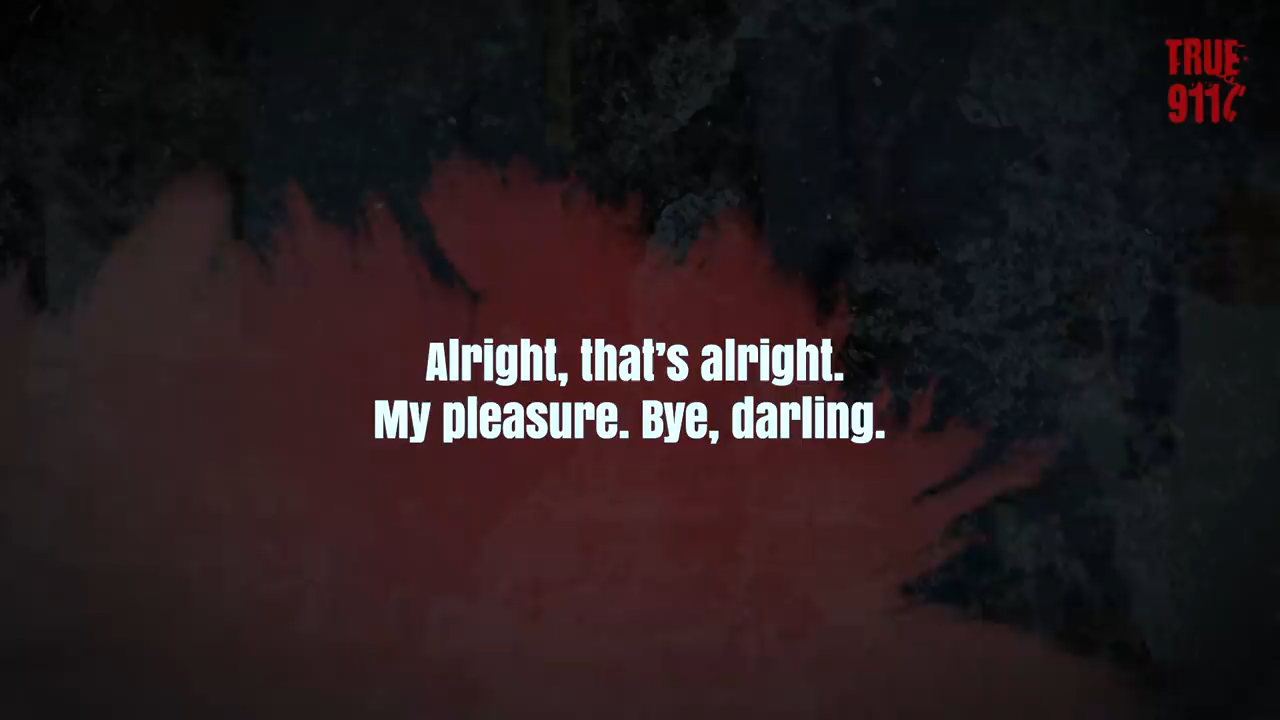 TRUE
911
Alright, that’s alright.
My pleasure. Bye, darling.